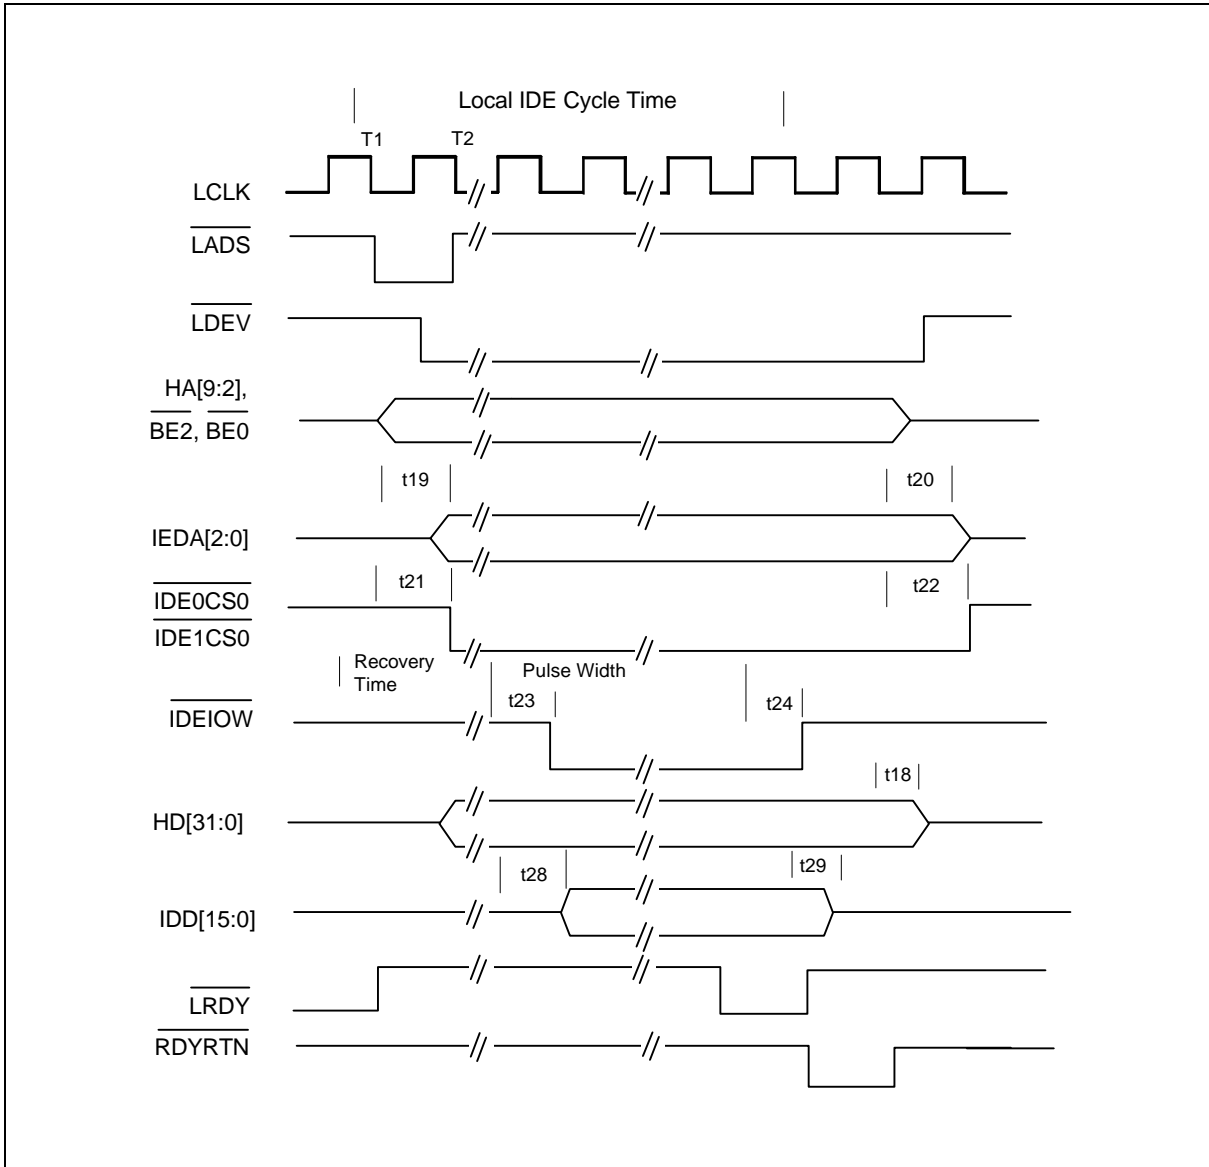 Local IDE Cycle Time
T1 T2
LCLK
LADS
LDEV
HA[9:2],
BE2, BE0
t19 t20
IEDA[2:0]
t21 t22
IDE0CS0
IDE1CS0
Recovery Time
Pulse Width
t23 t24
IDEIOW
t18
HD[31:0]
t28 t29
IDD[15:0]
LRDY
RDYRTN